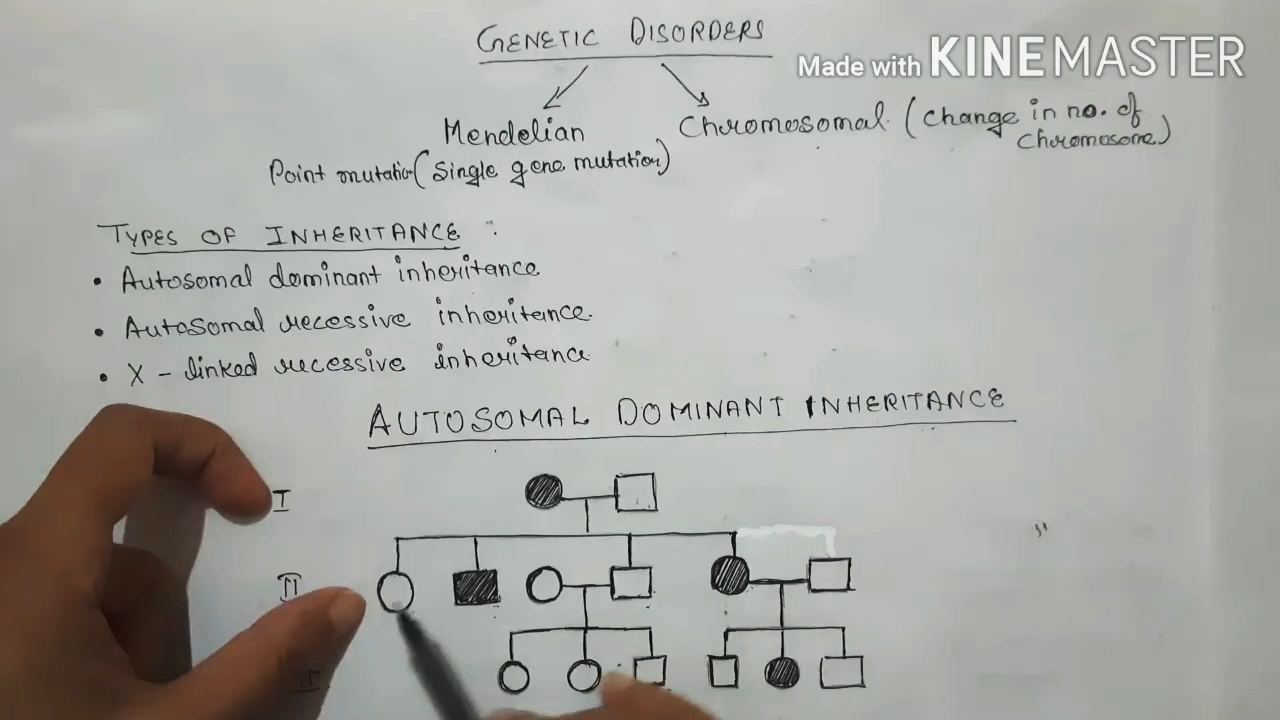 GENETIC DISORDERS
Made with KINEMASTER
Mendelian
Chromosomal (Change in no. of
Chromosome)
Point mutation (Single gene mutation)
TYPES OF INHERITANCE :
• Autosomal dominant inheritance
• Autosomal recessive inheritance.
• X - linked recessive inheritance
AUTOSOMAL DOMINANT INHERITANCE
I
II